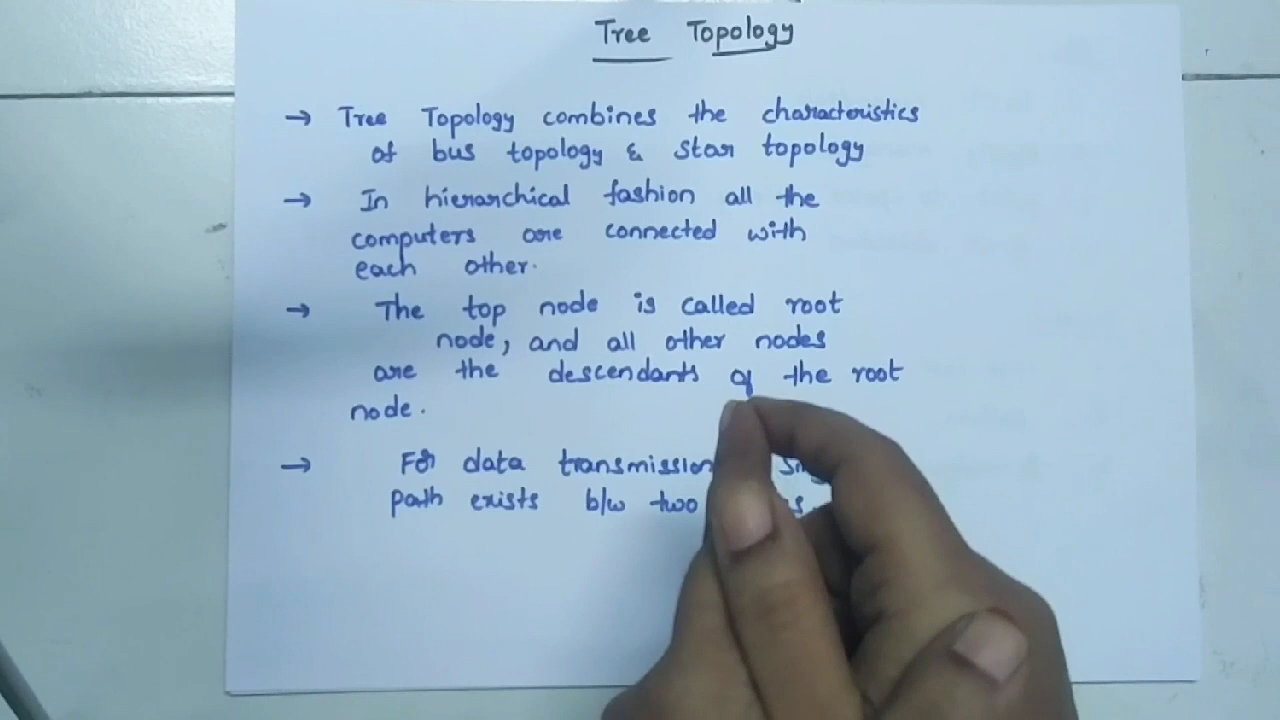 Tree Topology
→ Tree Topology combines the characteristics
of bus topology & star topology
→ In hierarchical fashion all the
computers are connected with
each other.
→ The top node is called root
node, and all other nodes
are the descendants of the root
node.
→ For data transmission
path exists b/w two